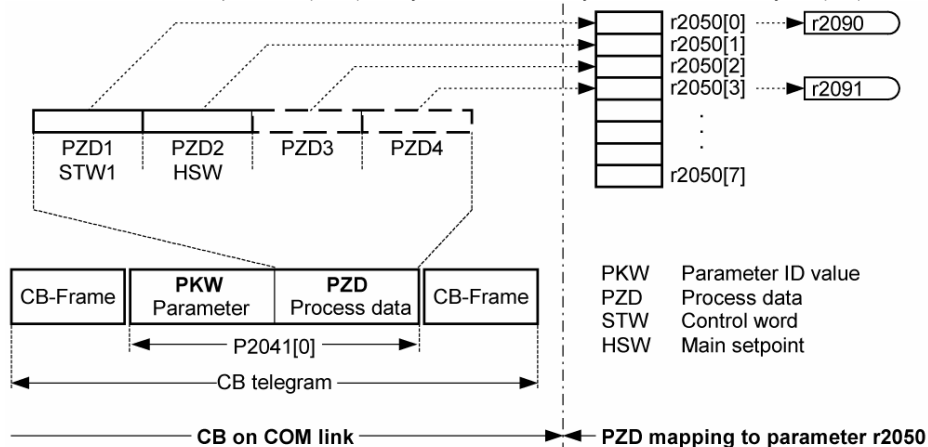 r2050[0]
r2090
r2050[1]
r2050[2]
r2050[3]
r2091
PZD1
STW1
PZD2
HSW
PZD3
PZD4
.
.
.
r2050[7]
CB-Frame
PKW
Parameter
PZD
Process data
CB-Frame
P2041[0]
CB telegram
PKW Parameter ID value
PZD Process data
STW Control word
HSW Main setpoint
CB on COM link
PZD mapping to parameter r2050